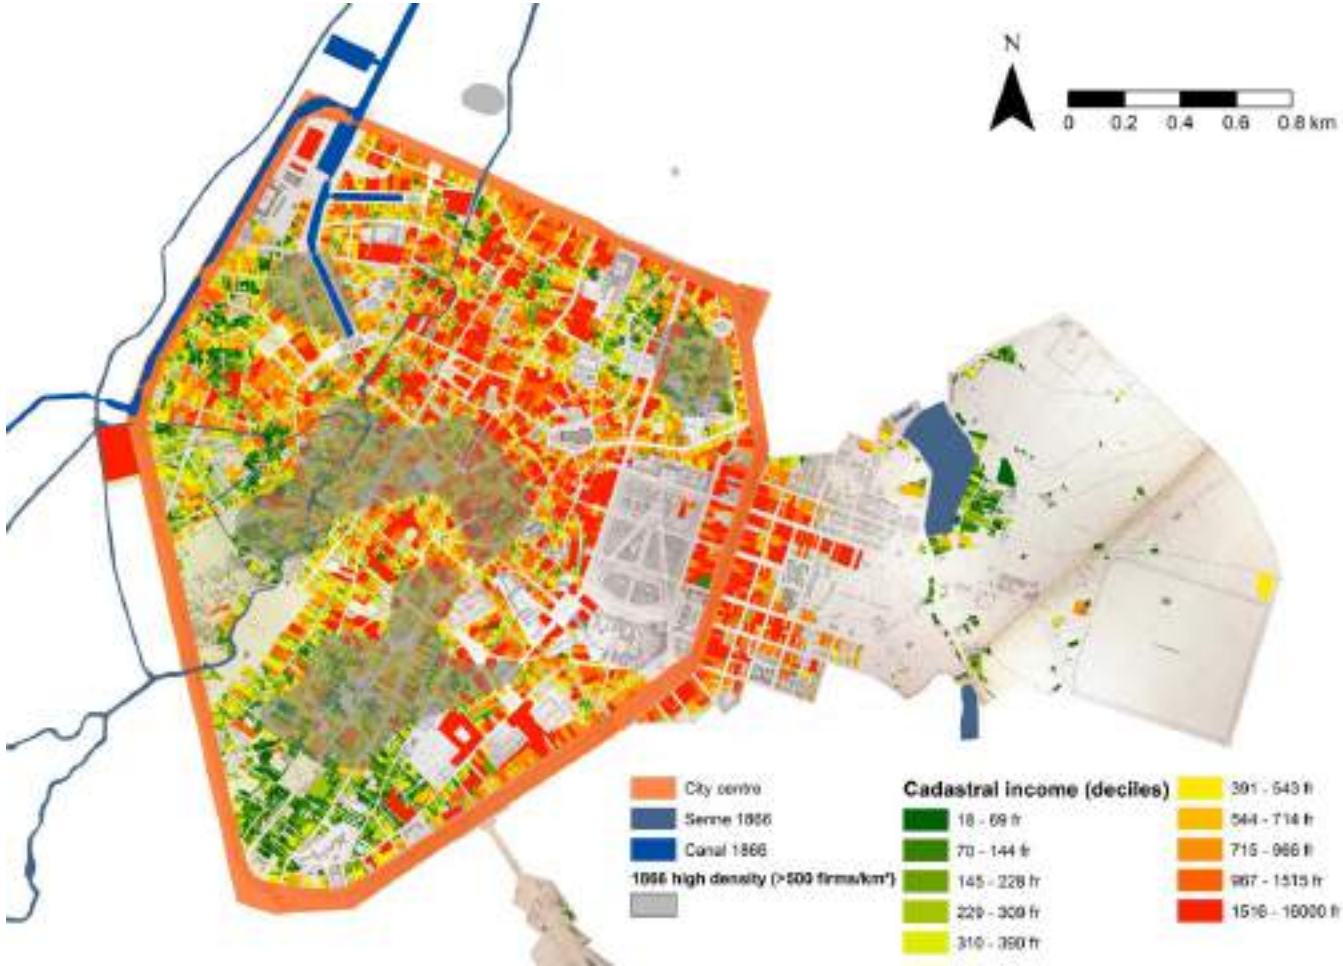 N
0 0.2 0.4 0.6 0.8 km
City centre
Senne 1866
Canal 1866
1866 high density (>500 firms/km²)
Cadastral income (deciles)
18 - 69 fr
70 - 144 fr
145 - 228 fr
229 - 309 fr
310 - 390 fr
391 - 543 fr
544 - 714 fr
715 - 966 fr
967 - 1515 fr
1516 - 16000 fr